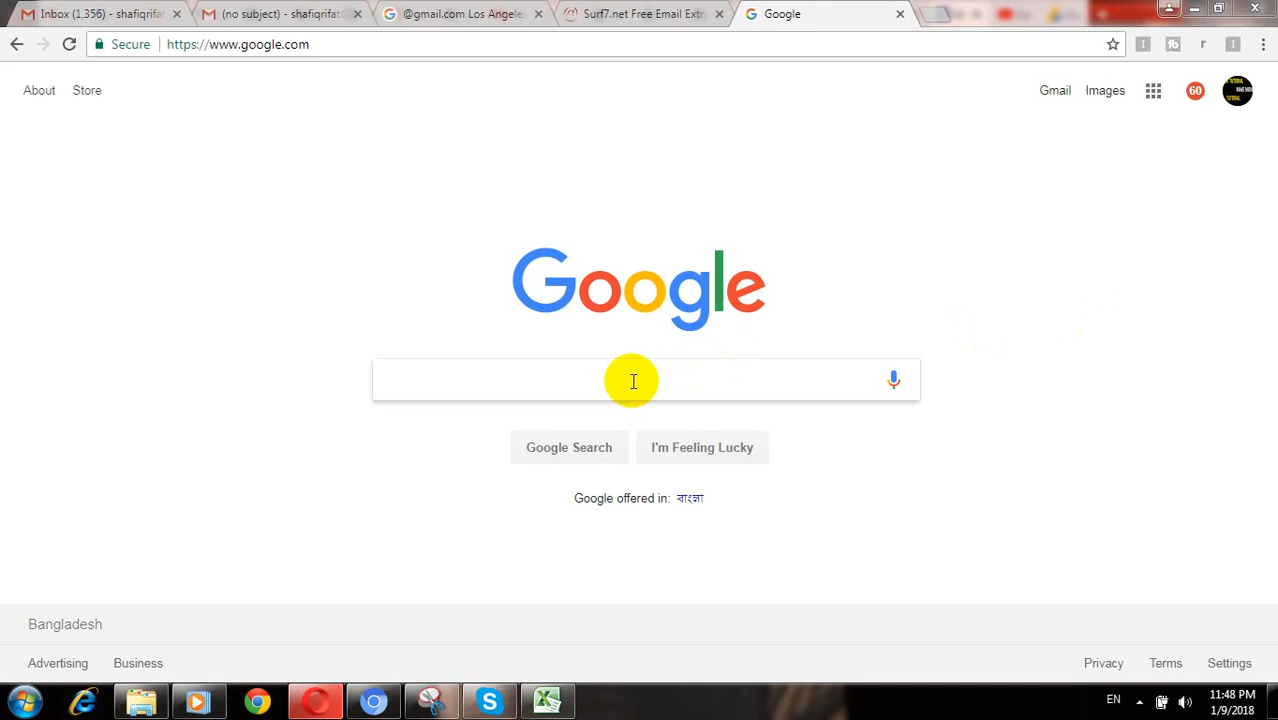 Inbox (1,356) - shafiqrifat
(no subject) - shafiqrifat
@gmail.com Los Angeles
Surf7.net Free Email Extr
Google
Secure
https://www.google.com
About
Store
Gmail
Images
60
Google
Google Search
I'm Feeling Lucky
Google offered in: বাংলা
Bangladesh
Advertising
Business
Privacy
Terms
Settings
EN
11:48 PM
1/9/2018